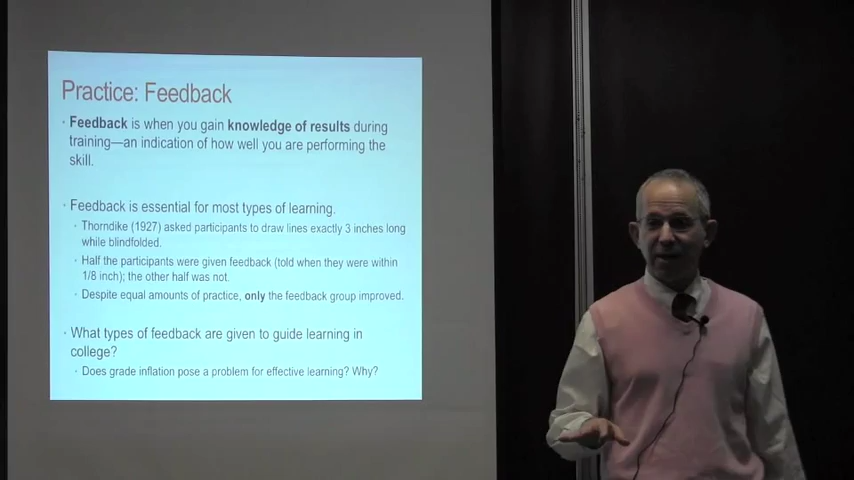 Practice: Feedback
· Feedback is when you gain knowledge of results during
training—an indication of how well you are performing the
skill.
· Feedback is essential for most types of learning.
· Thorndike (1927) asked participants to draw lines exactly 3 inches long
while blindfolded.
· Half the participants were given feedback (told when they were within
1/8 inch); the other half was not.
· Despite equal amounts of practice, only the feedback group improved.
· What types of feedback are given to guide learning in
college?
· Does grade inflation pose a problem for effective learning? Why?